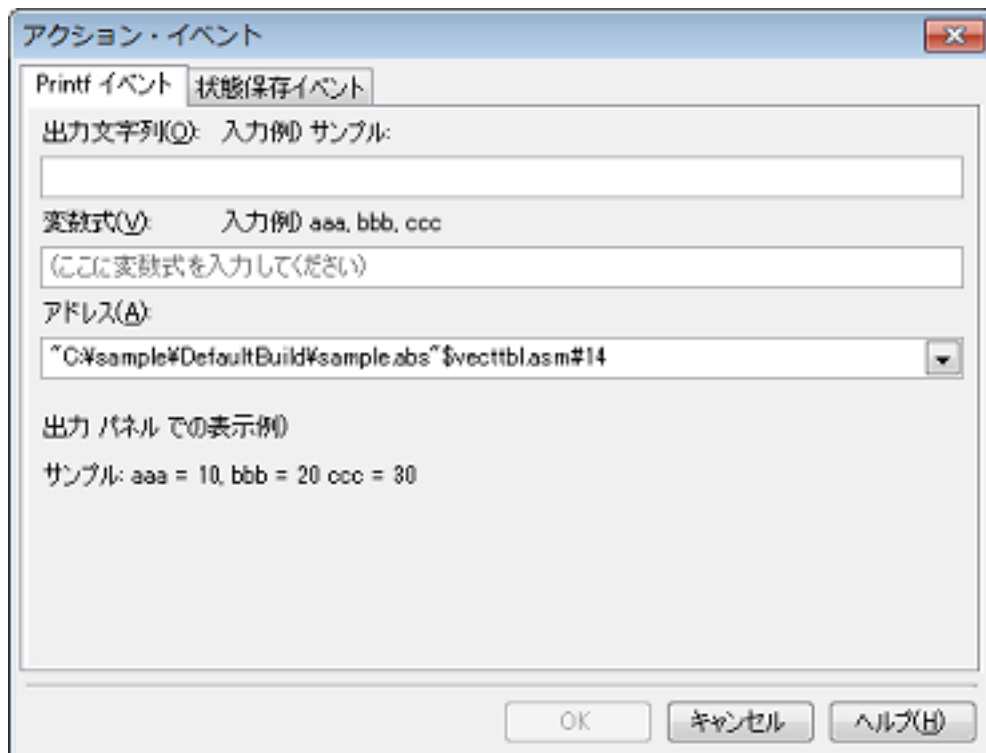 アクション・イベント
Printf イベント 状態保存イベント
出力文字列(O): 入力例) サンプル:
変数式(V): 入力例) aaa, bbb, ccc
(ここに変数式を入力してください)
アドレス(A):
"C:¥sample¥DefaultBuild¥sample.abs"$vecttbl.asm#14
出力 パネル での表示例)
サンプル: aaa = 10, bbb = 20 ccc = 30
OK キャンセル ヘルプ(H)